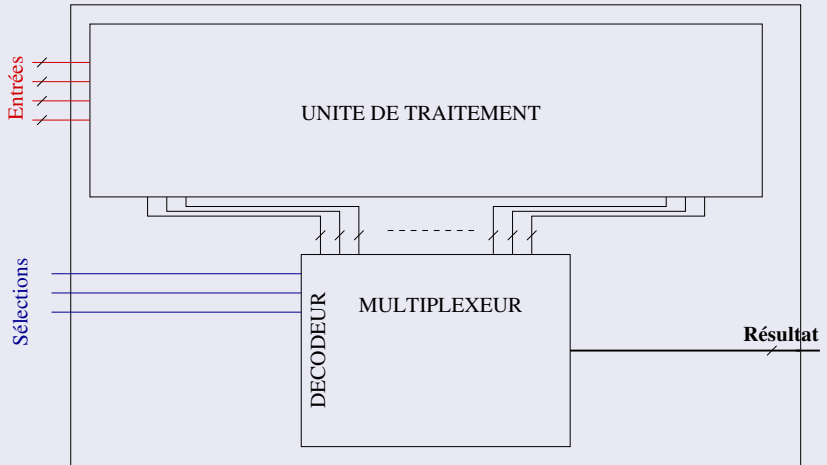 Entrées
UNITE DE TRAITEMENT
Sélections
DECODEUR
MULTIPLEXEUR
Résultat